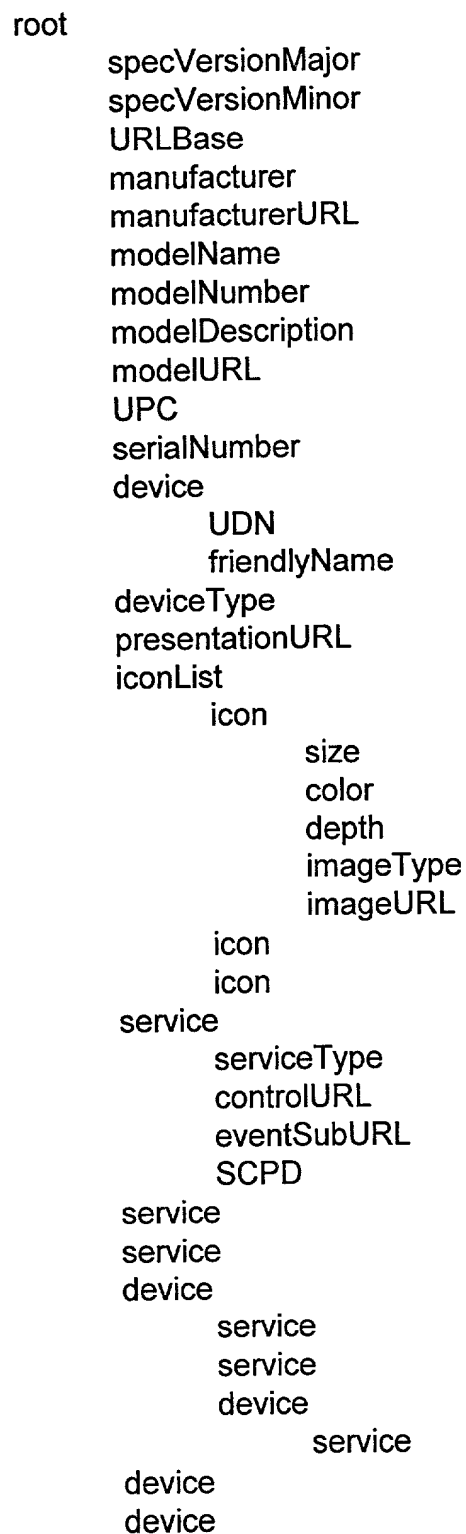 root
specVersionMajor
specVersionMinor
URLBase
manufacturer
manufacturerURL
modelName
modelNumber
modelDescription
modelURL
UPC
serialNumber
device
UDN
friendlyName
deviceType
presentationURL
iconList
icon
size
color
depth
imageType
imageURL
icon
icon
service
serviceType
controlURL
eventSubURL
SCPD
service
service
device
service
service
device
service
device
device